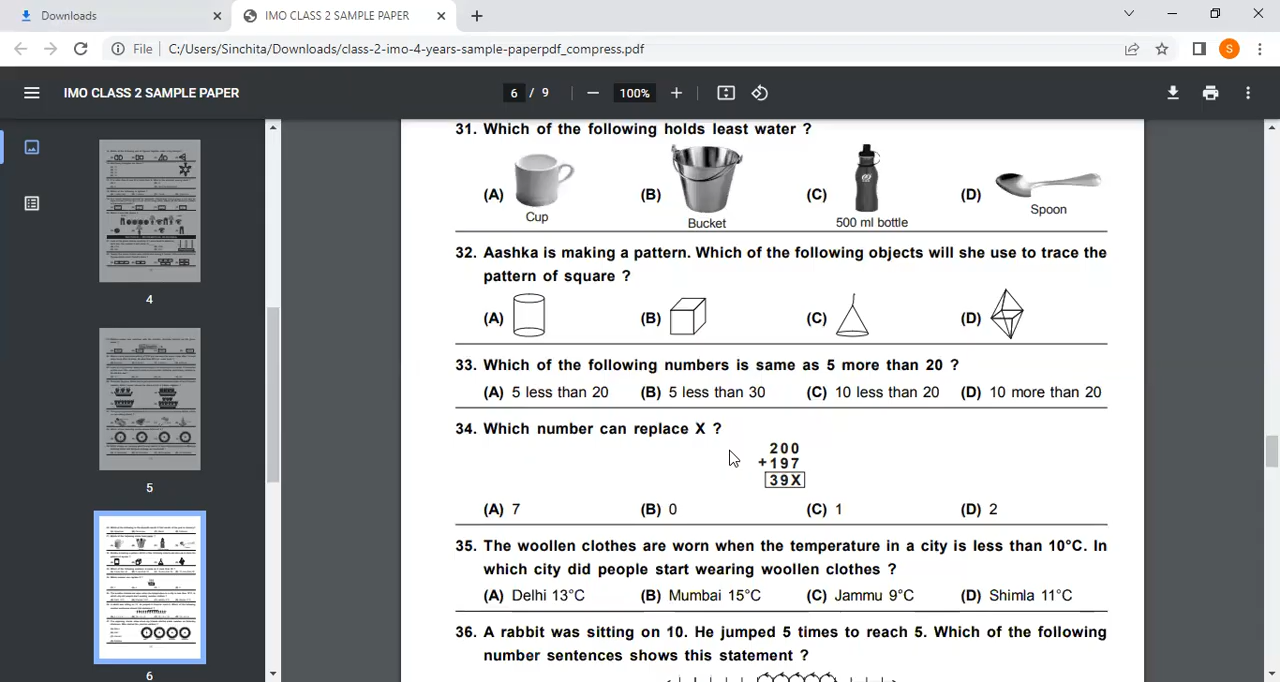 Downloads
IMO CLASS 2 SAMPLE PAPER
File C:/Users/Sinchita/Downloads/class-2-imo-4-years-sample-paperpdf_compress.pdf
S
IMO CLASS 2 SAMPLE PAPER
6 / 9
100%
4
5
6
31. Which of the following holds least water ?
(A) Cup (B) Bucket (C) 500 ml bottle (D) Spoon
32. Aashka is making a pattern. Which of the following objects will she use to trace the
pattern of square ?
(A) (B) (C) (D)
33. Which of the following numbers is same as 5 more than 20 ?
(A) 5 less than 20 (B) 5 less than 30 (C) 10 less than 20 (D) 10 more than 20
34. Which number can replace X ?
200
+197
39X
(A) 7 (B) 0 (C) 1 (D) 2
35. The woollen clothes are worn when the temperature in a city is less than 10°C. In
which city did people start wearing woollen clothes ?
(A) Delhi 13°C (B) Mumbai 15°C (C) Jammu 9°C (D) Shimla 11°C
36. A rabbit was sitting on 10. He jumped 5 times to reach 5. Which of the following
number sentences shows this statement ?